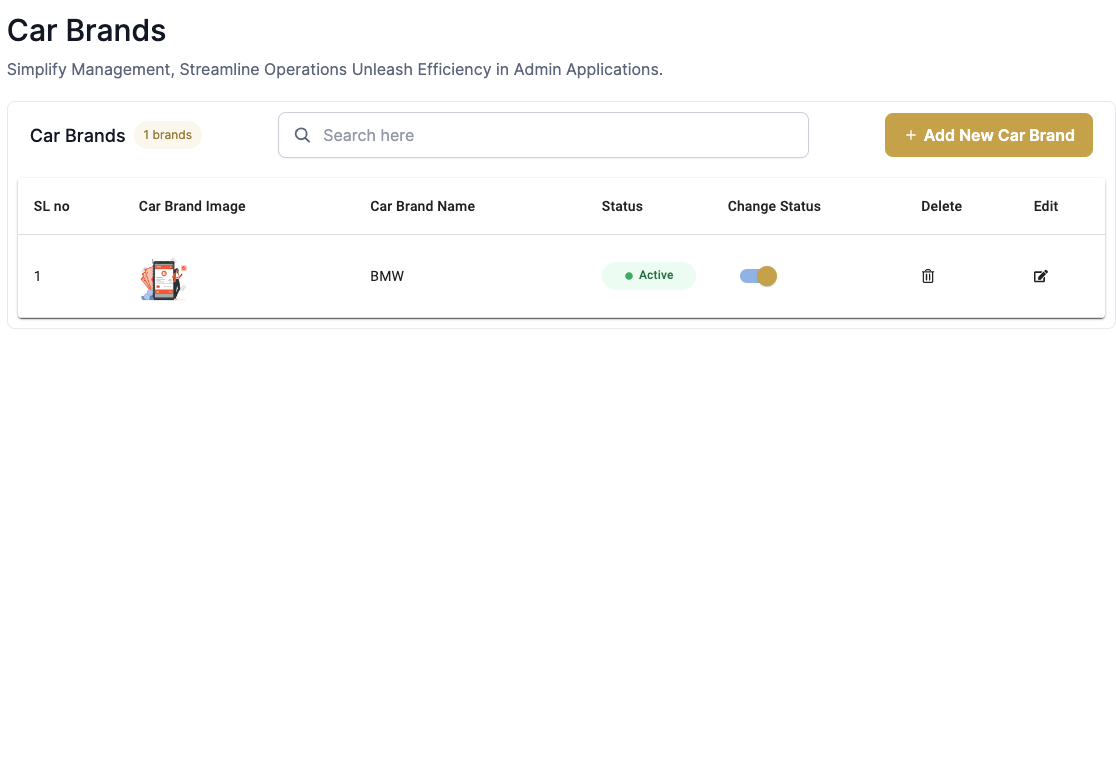 Car Brands
Simplify Management, Streamline Operations Unleash Efficiency in Admin Applications.
Car Brands 1 brands Search here + Add New Car Brand
SL no Car Brand Image Car Brand Name Status Change Status Delete Edit
1 BMW Active